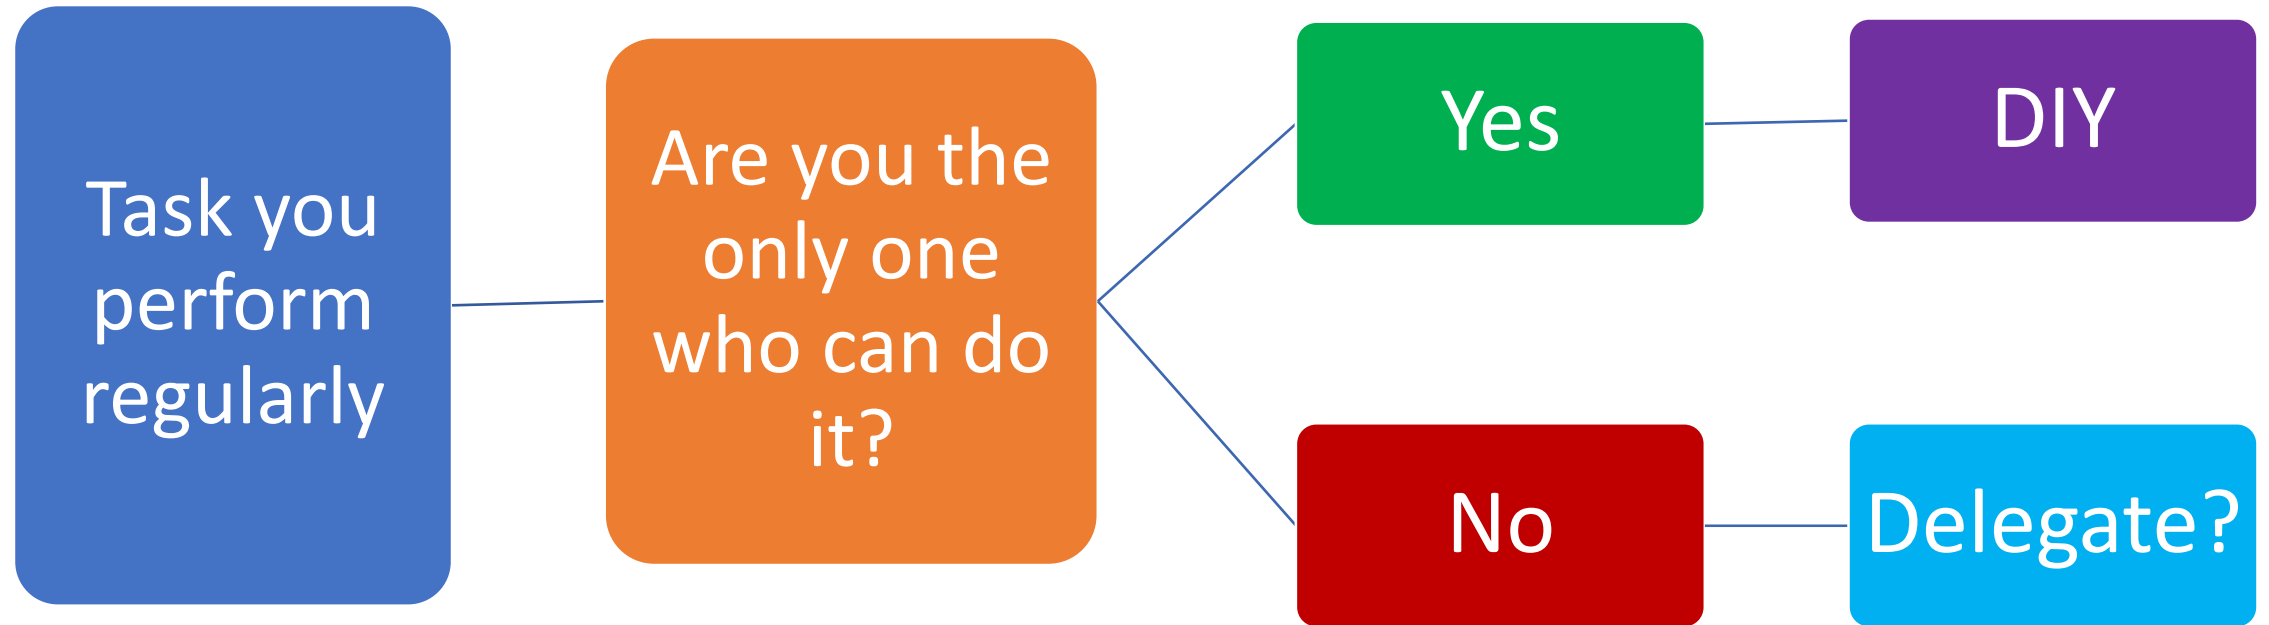 Task you
perform
regularly
Are you the
only one
who can do
it?
Yes
DIY
No
Delegate?